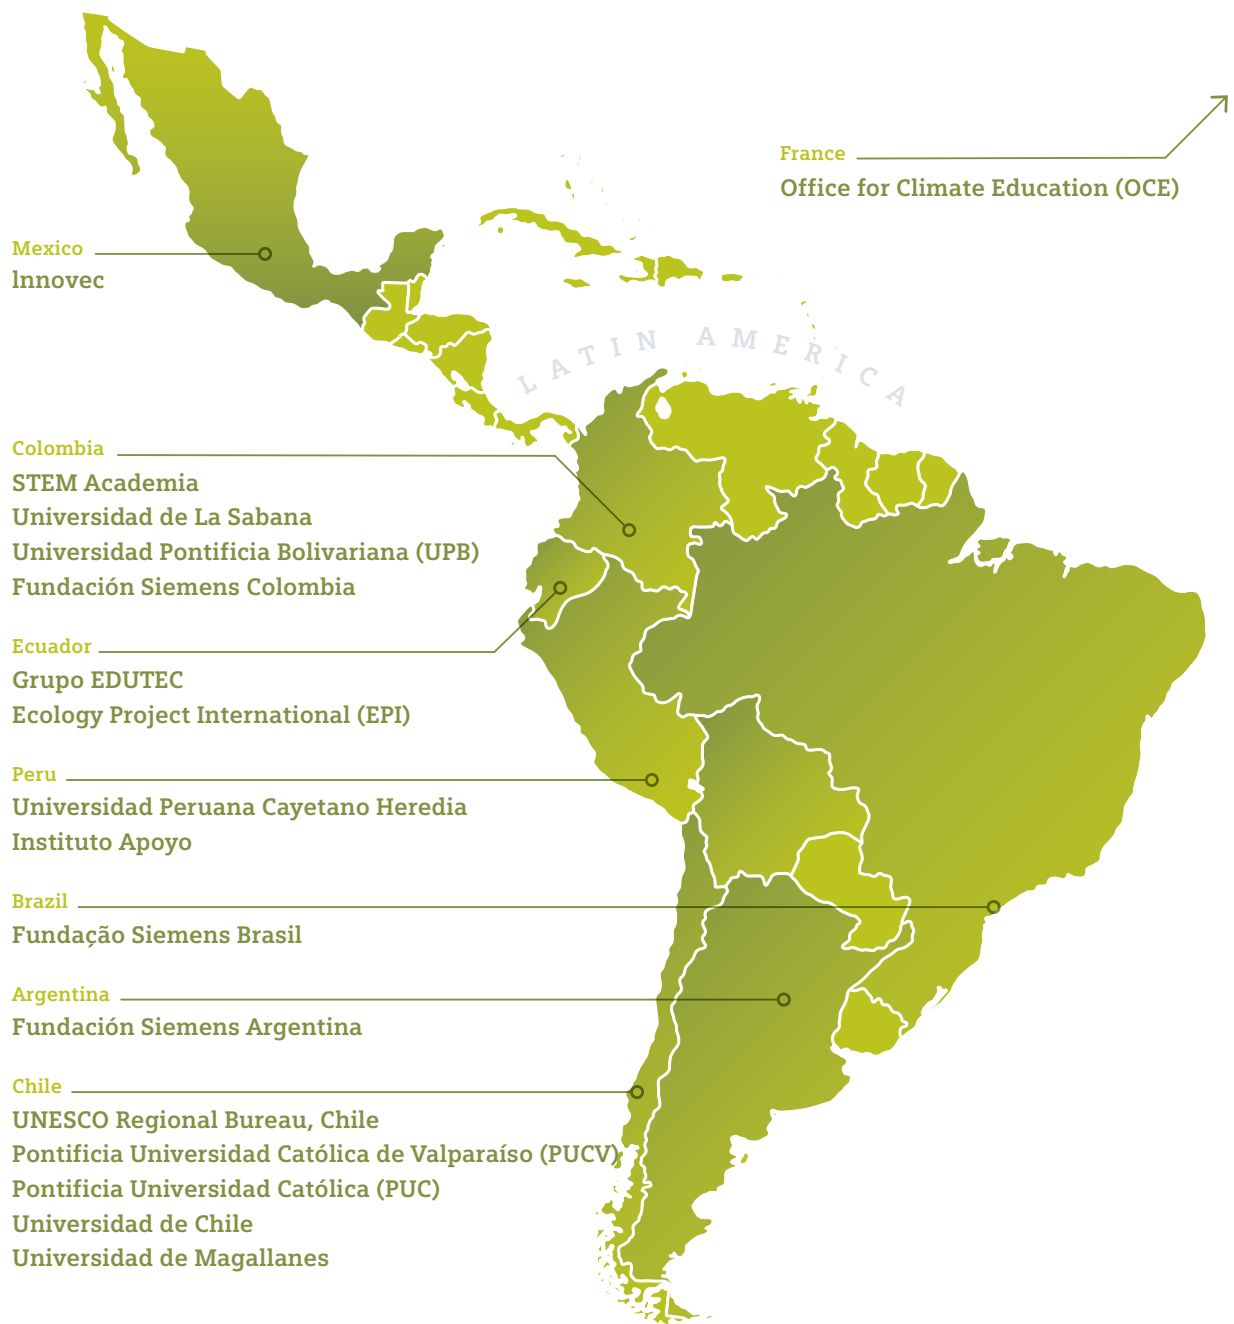 France
Office for Climate Education (OCE)
Mexico
Innovec
LATIN AMERICA
Colombia
STEM Academia
Universidad de La Sabana
Universidad Pontificia Bolivariana (UPB)
Fundación Siemens Colombia
Ecuador
Grupo EDUTEC
Ecology Project International (EPI)
Peru
Universidad Peruana Cayetano Heredia
Instituto Apoyo
Brazil
Fundação Siemens Brasil
Argentina
Fundación Siemens Argentina
Chile
UNESCO Regional Bureau, Chile
Pontificia Universidad Católica de Valparaíso (PUCV)
Pontificia Universidad Católica (PUC)
Universidad de Chile
Universidad de Magallanes